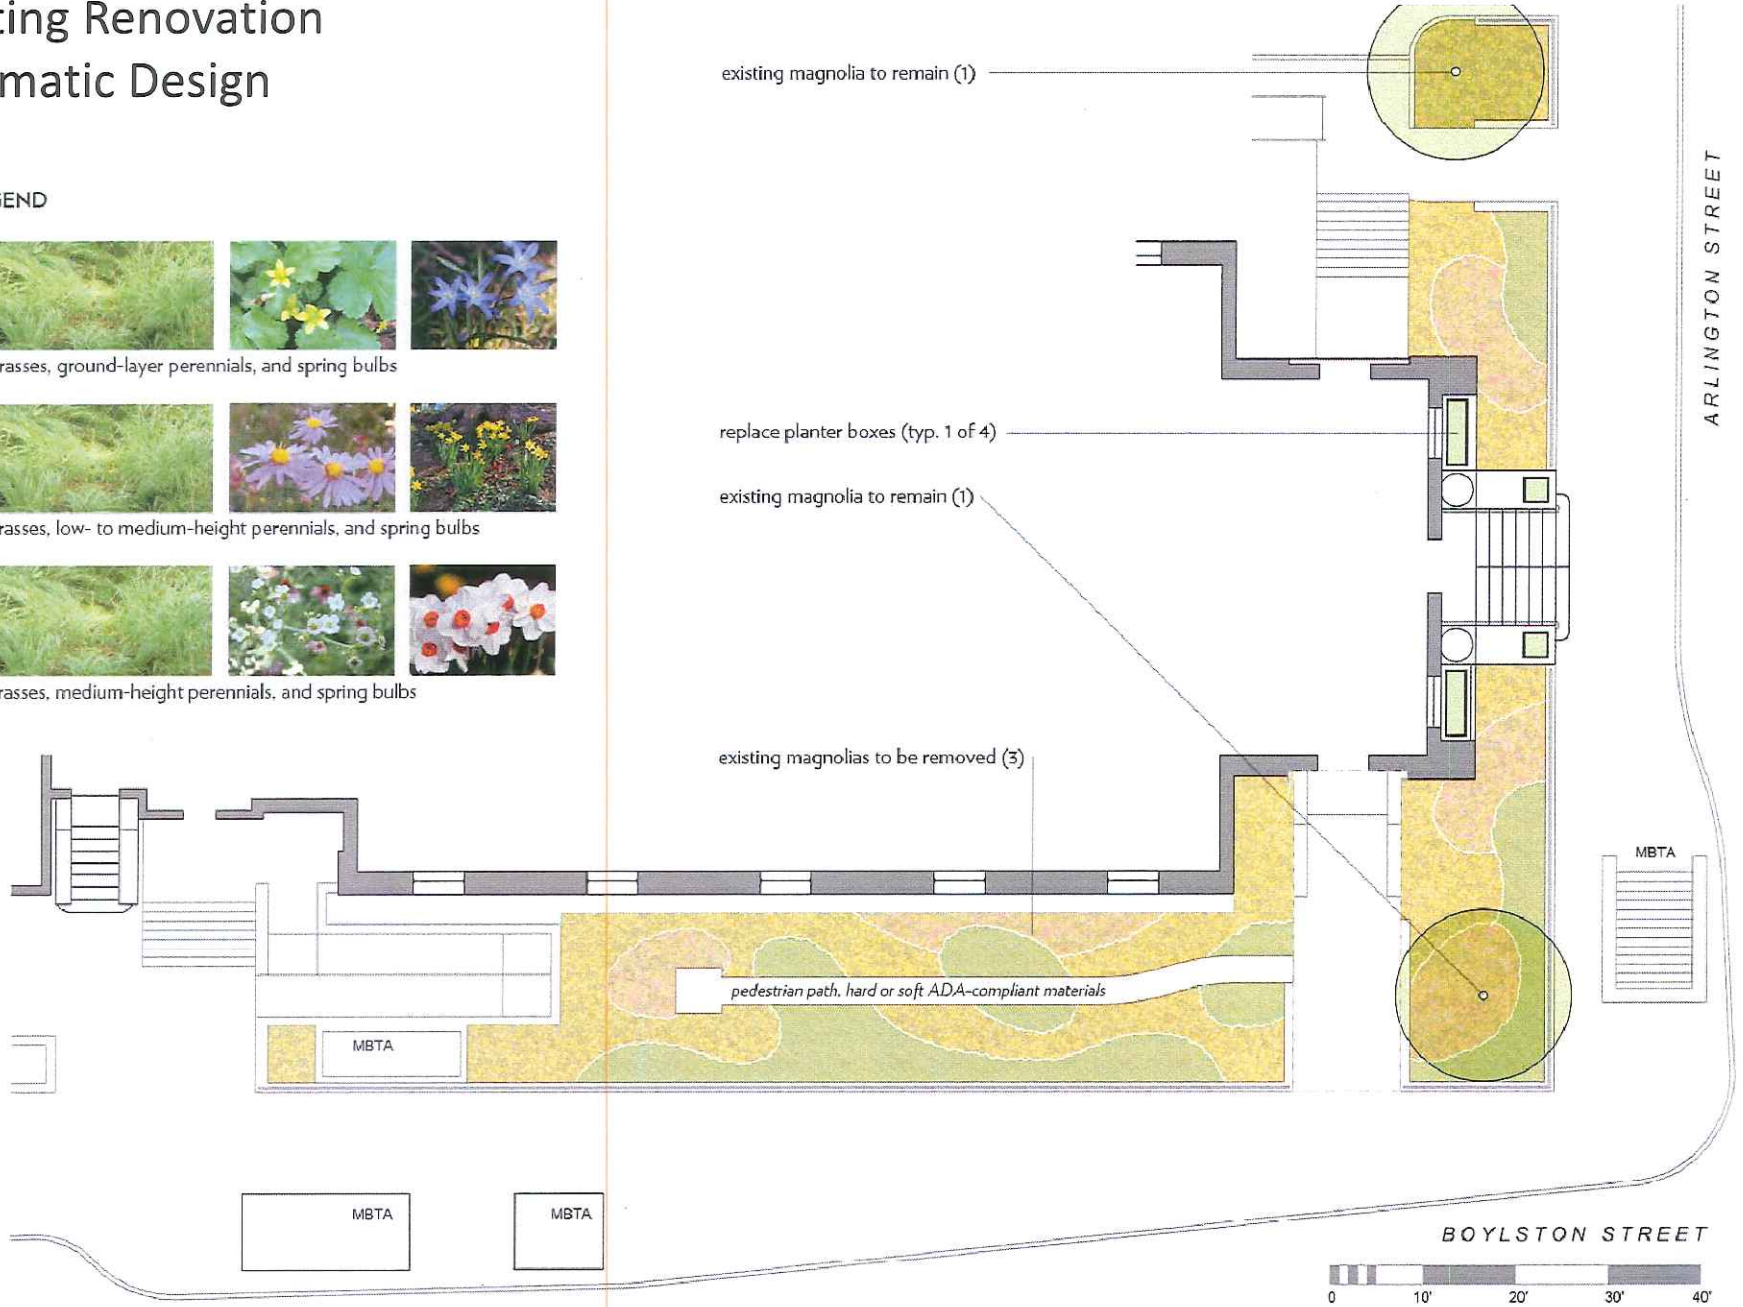 ting Renovation
matic Design
GEND
rasses, ground-layer perennials, and spring bulbs
rasses, low- to medium-height perennials, and spring bulbs
rasses, medium-height perennials, and spring bulbs
existing magnolia to remain (1)
replace planter boxes (typ. 1 of 4)
existing magnolia to remain (1)
existing magnolias to be removed (3)
pedestrian path, hard or soft ADA-compliant materials
ARLINGTON STREET
MBTA
MBTA
MBTA
MBTA
BOYLSTON STREET
0 10' 20' 30' 40'